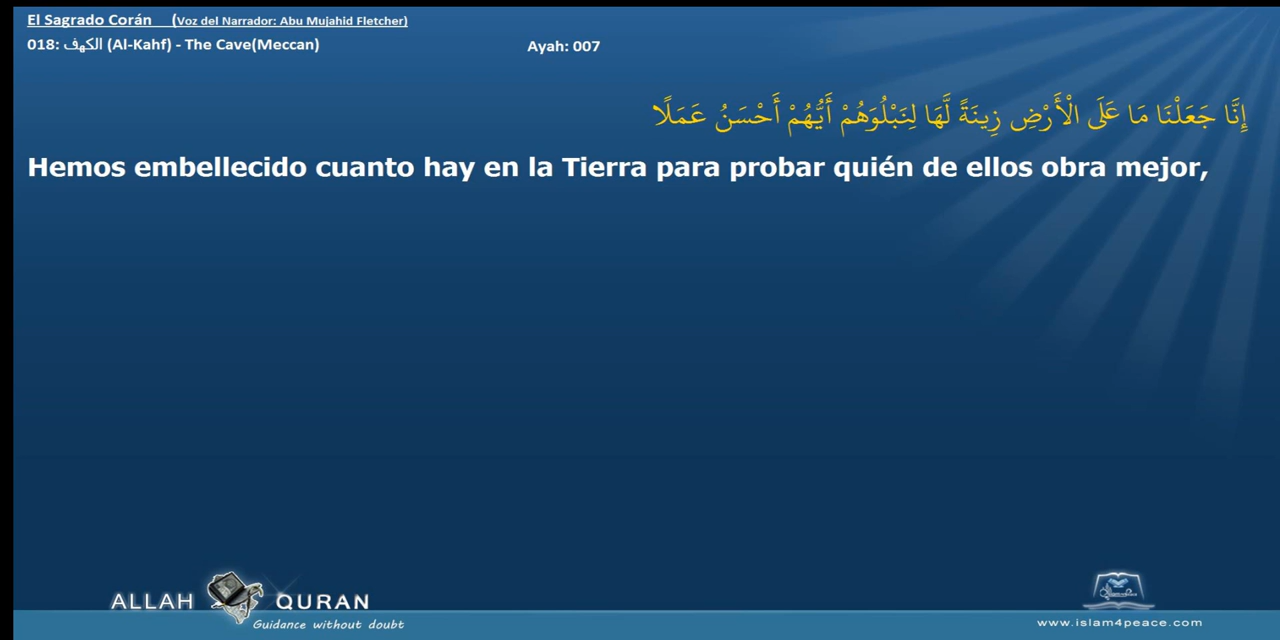 El Sagrado Corán (Voz del Narrador: Abu Mujahid Fletcher)
018: الكهف (Al-Kahf) - The Cave(Meccan)
Ayah: 007
إِنَّا جَعَلْنَا مَا عَلَى الْأَرْضِ زِينَةً لَّهَا لِنَبْلُوَهُمْ أَيُّهُمْ أَحْسَنُ عَمَلًا
Hemos embellecido cuanto hay en la Tierra para probar quién de ellos obra mejor,
ALLAH QURAN
Guidance without doubt
www.islam4peace.com